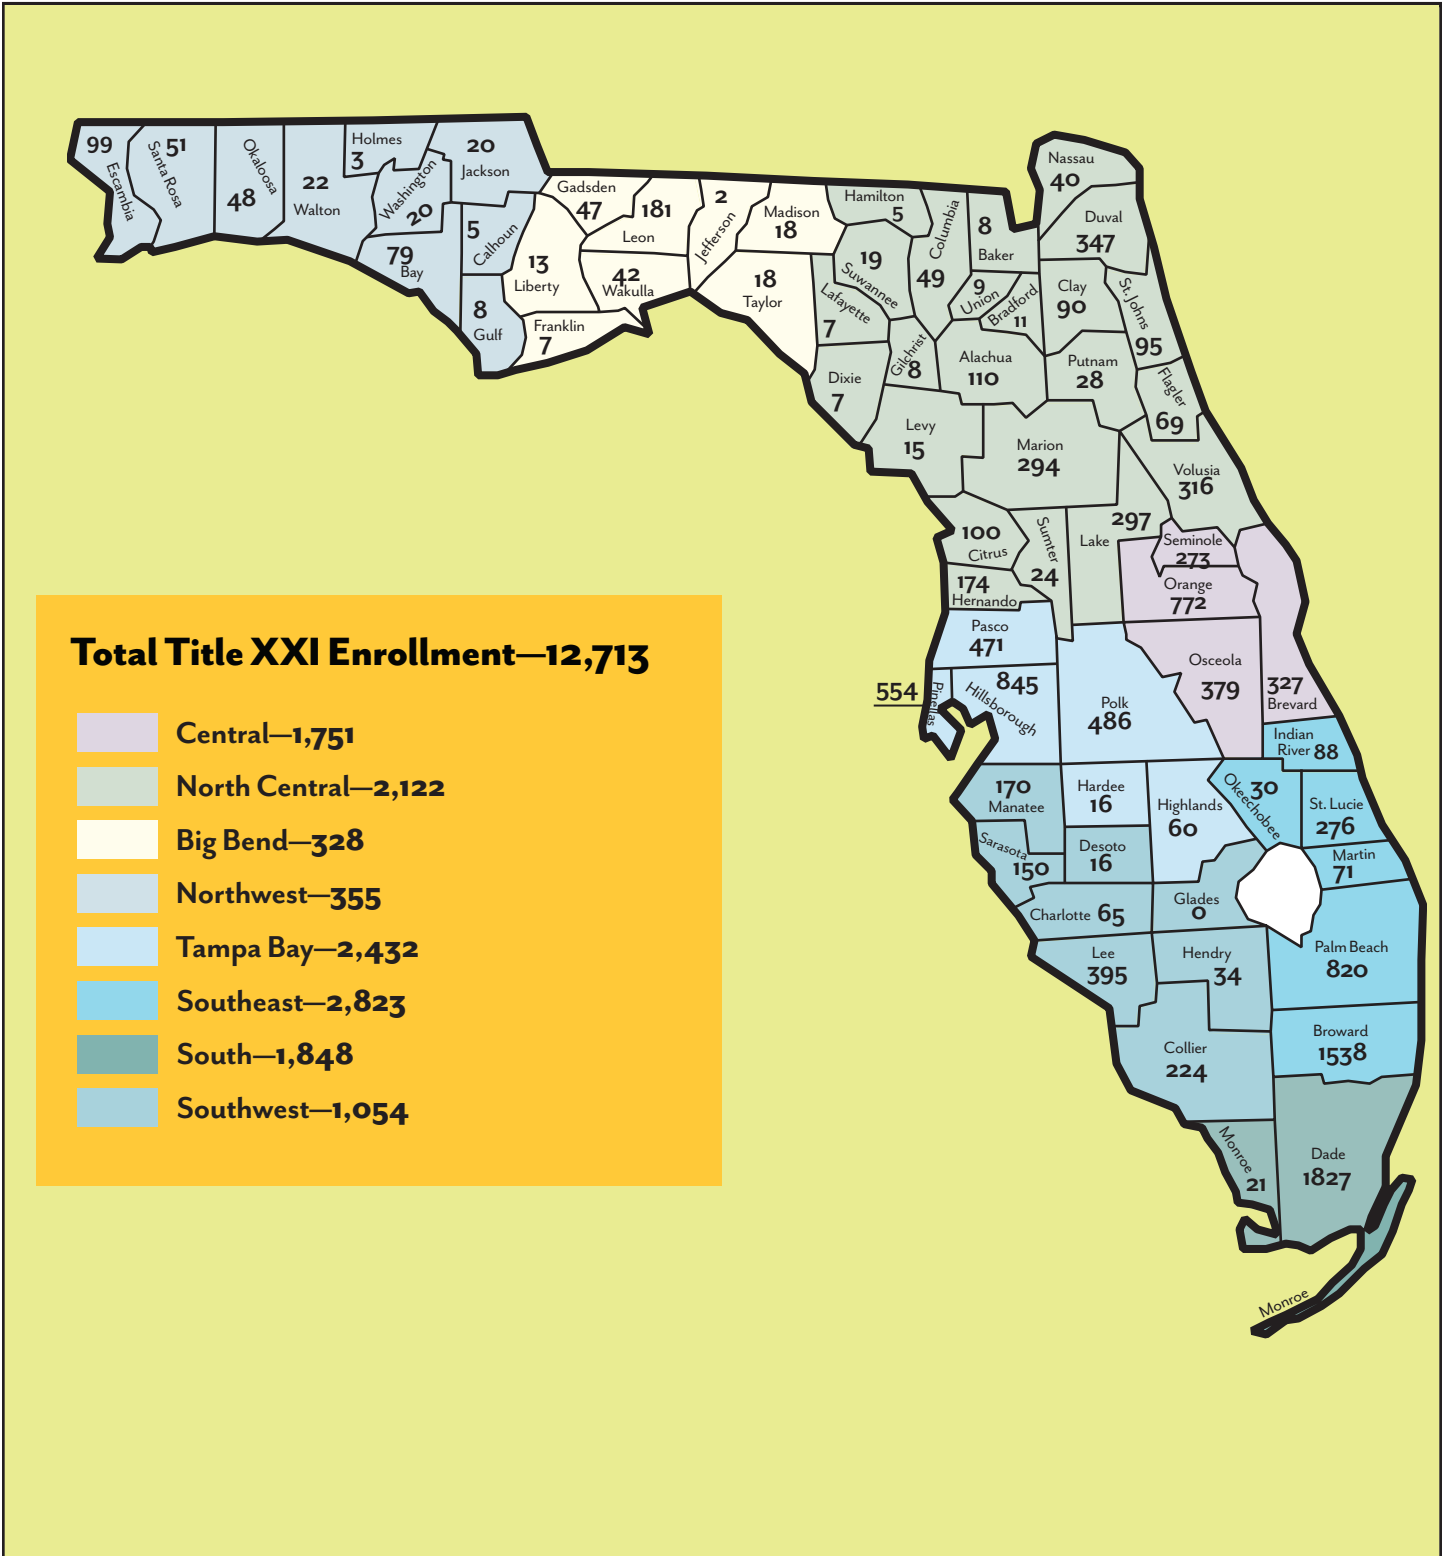 99
Escambia
51
Santa Rosa
Okaloosa
48
22
Walton
Holmes
3
Washington
20
20
Jackson
79
Bay
5
Calhoun
8
Gulf
Gadsden
47
181
Leon
13
Liberty
42
Wakulla
Franklin
7
2
Jefferson
Madison
18
18
Taylor
Hamilton
5
19
Suwannee
Lafayette
7
Columbia
49
8
Baker
9
Union
Bradford
11
Nassau
40
Duval
347
Clay
90
St. Johns
95
Gilchrist
8
Alachua
110
Putnam
28
Flagler
69
Dixie
7
Levy
15
Marion
294
Volusia
316
100
Citrus
Sumter
24
297
Lake
Seminole
273
Orange
772
174
Hernando
Pasco
471
554
Pinellas
845
Hillsborough
Polk
486
Osceola
379
327
Brevard
Indian
River 88
170
Manatee
Hardee
16
Highlands
60
30
Okeechobee
St. Lucie
276
Sarasota
150
Desoto
16
Martin
71
Charlotte 65
Glades
0
Lee
395
Hendry
34
Palm Beach
820
Collier
224
Broward
1538
Monroe
21
Dade
1827
Monroe
Total Title XXI Enrollment—12,713
Central—1,751
North Central—2,122
Big Bend—328
Northwest—355
Tampa Bay—2,432
Southeast—2,823
South—1,848
Southwest—1,054